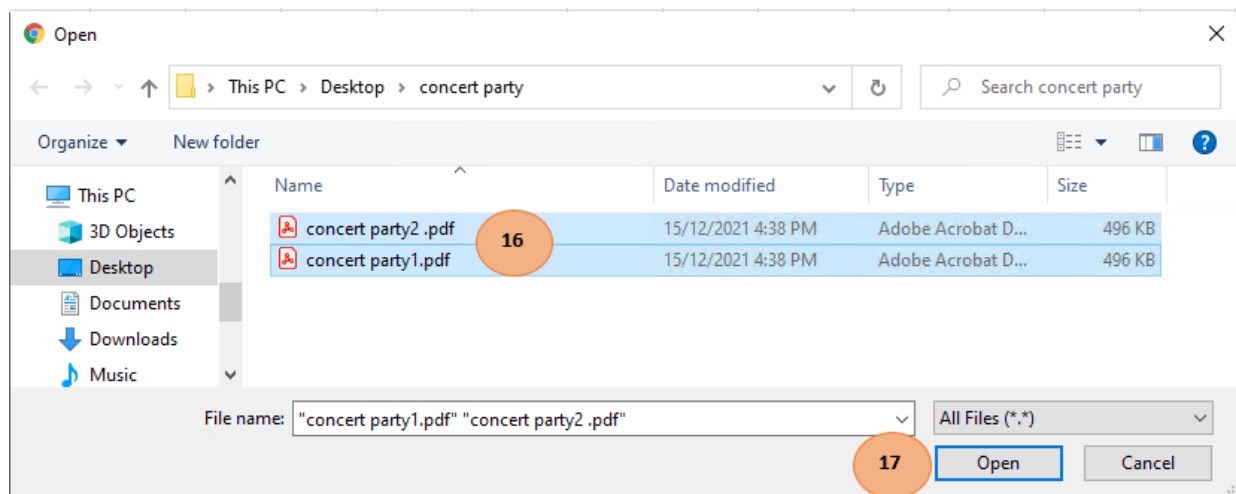 Open
This PC > Desktop > concert party
Search concert party
Organize
New folder
Name Date modified Type Size
This PC
3D Objects
Desktop
Documents
Downloads
Music
concert party2 .pdf 15/12/2021 4:38 PM Adobe Acrobat D... 496 KB
16
concert party1.pdf 15/12/2021 4:38 PM Adobe Acrobat D... 496 KB
File name: "concert party1.pdf" "concert party2 .pdf" All Files (*.*)
17 Open Cancel